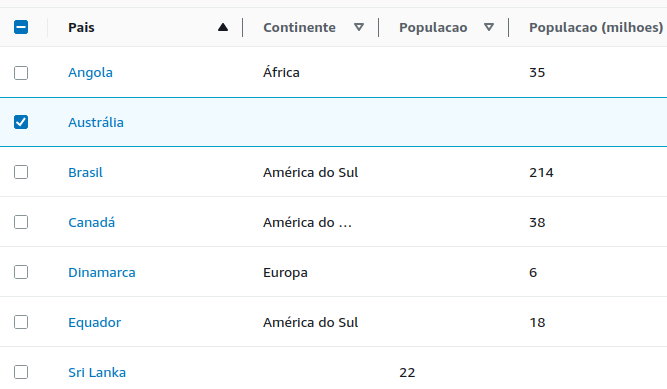 Pais Continente Populacao Populacao (milhoes)
Angola África 35
Austrália
Brasil América do Sul 214
Canadá América do ... 38
Dinamarca Europa 6
Equador América do Sul 18
Sri Lanka 22